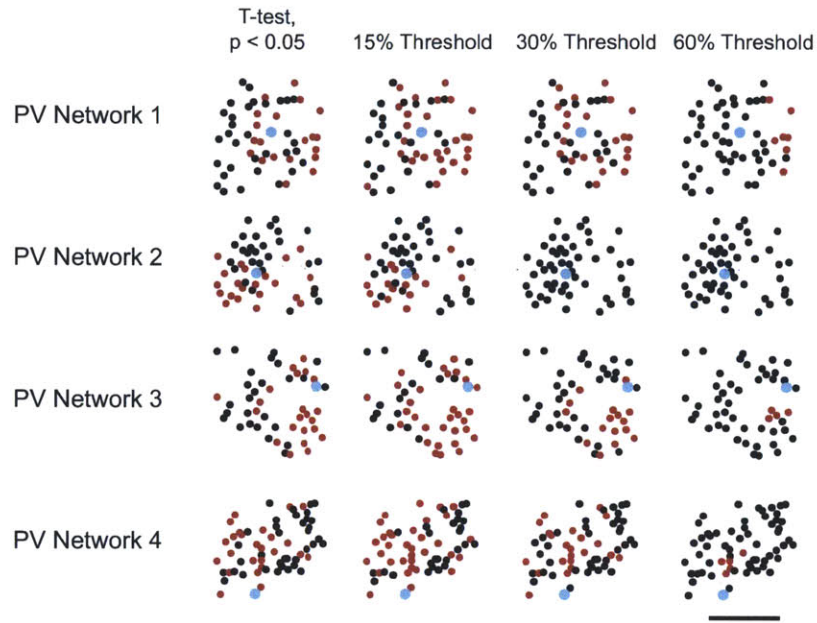 T-test,
p < 0.05
15% Threshold
30% Threshold
60% Threshold
PV Network 1
PV Network 2
PV Network 3
PV Network 4